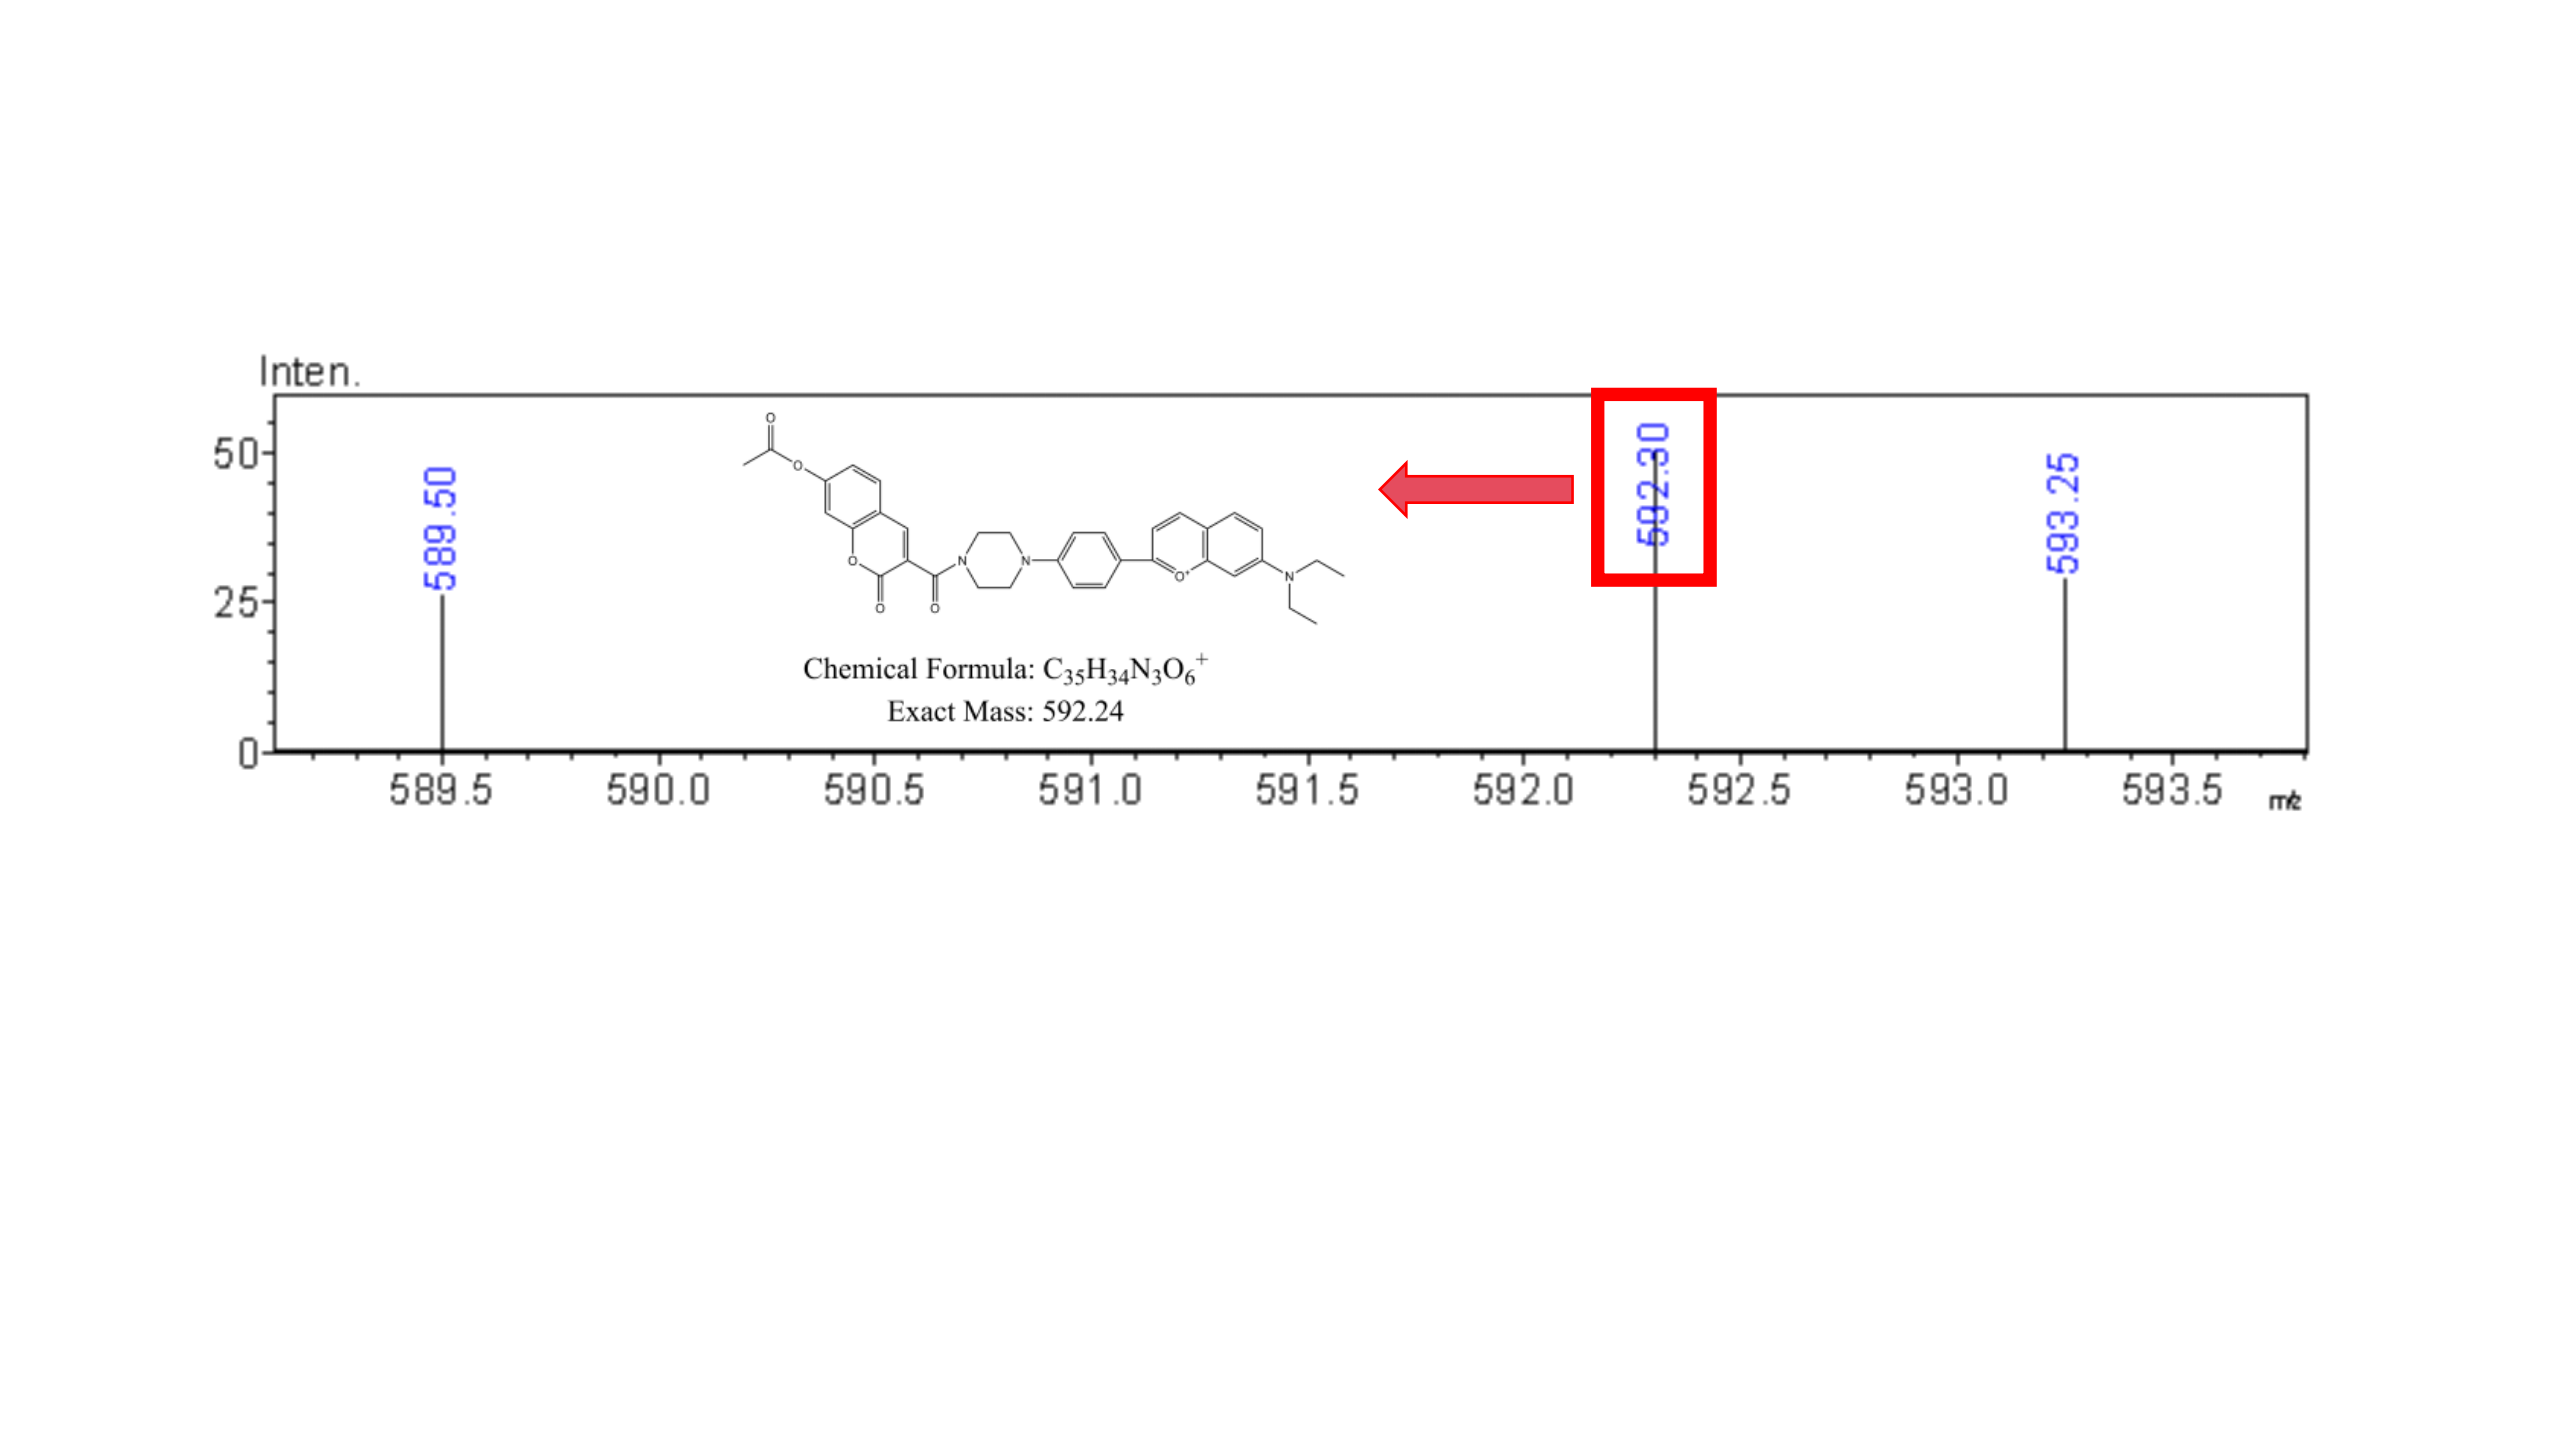 Inten.
50
25
0
589.50
592.30
593.25
O
O
O
O
O
N
N
O+
N
Chemical Formula: C35H34N3O6+
Exact Mass: 592.24
589.5 590.0 590.5 591.0 591.5 592.0 592.5 593.0 593.5 m/z